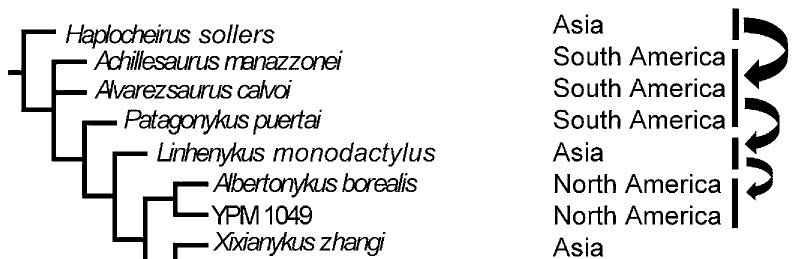 Haplocheirus sollers Asia
Achillesaurus manazzonei South America
Alvarezsaurus calvoi South America
Patagonykus puertai South America
Linhenykus monodactylus Asia
Albertonykus borealis North America
YPM 1049 North America
Xixianykus zhangi Asia